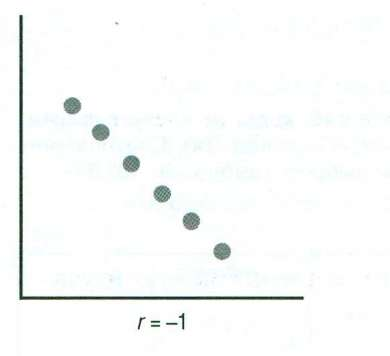 r = –1